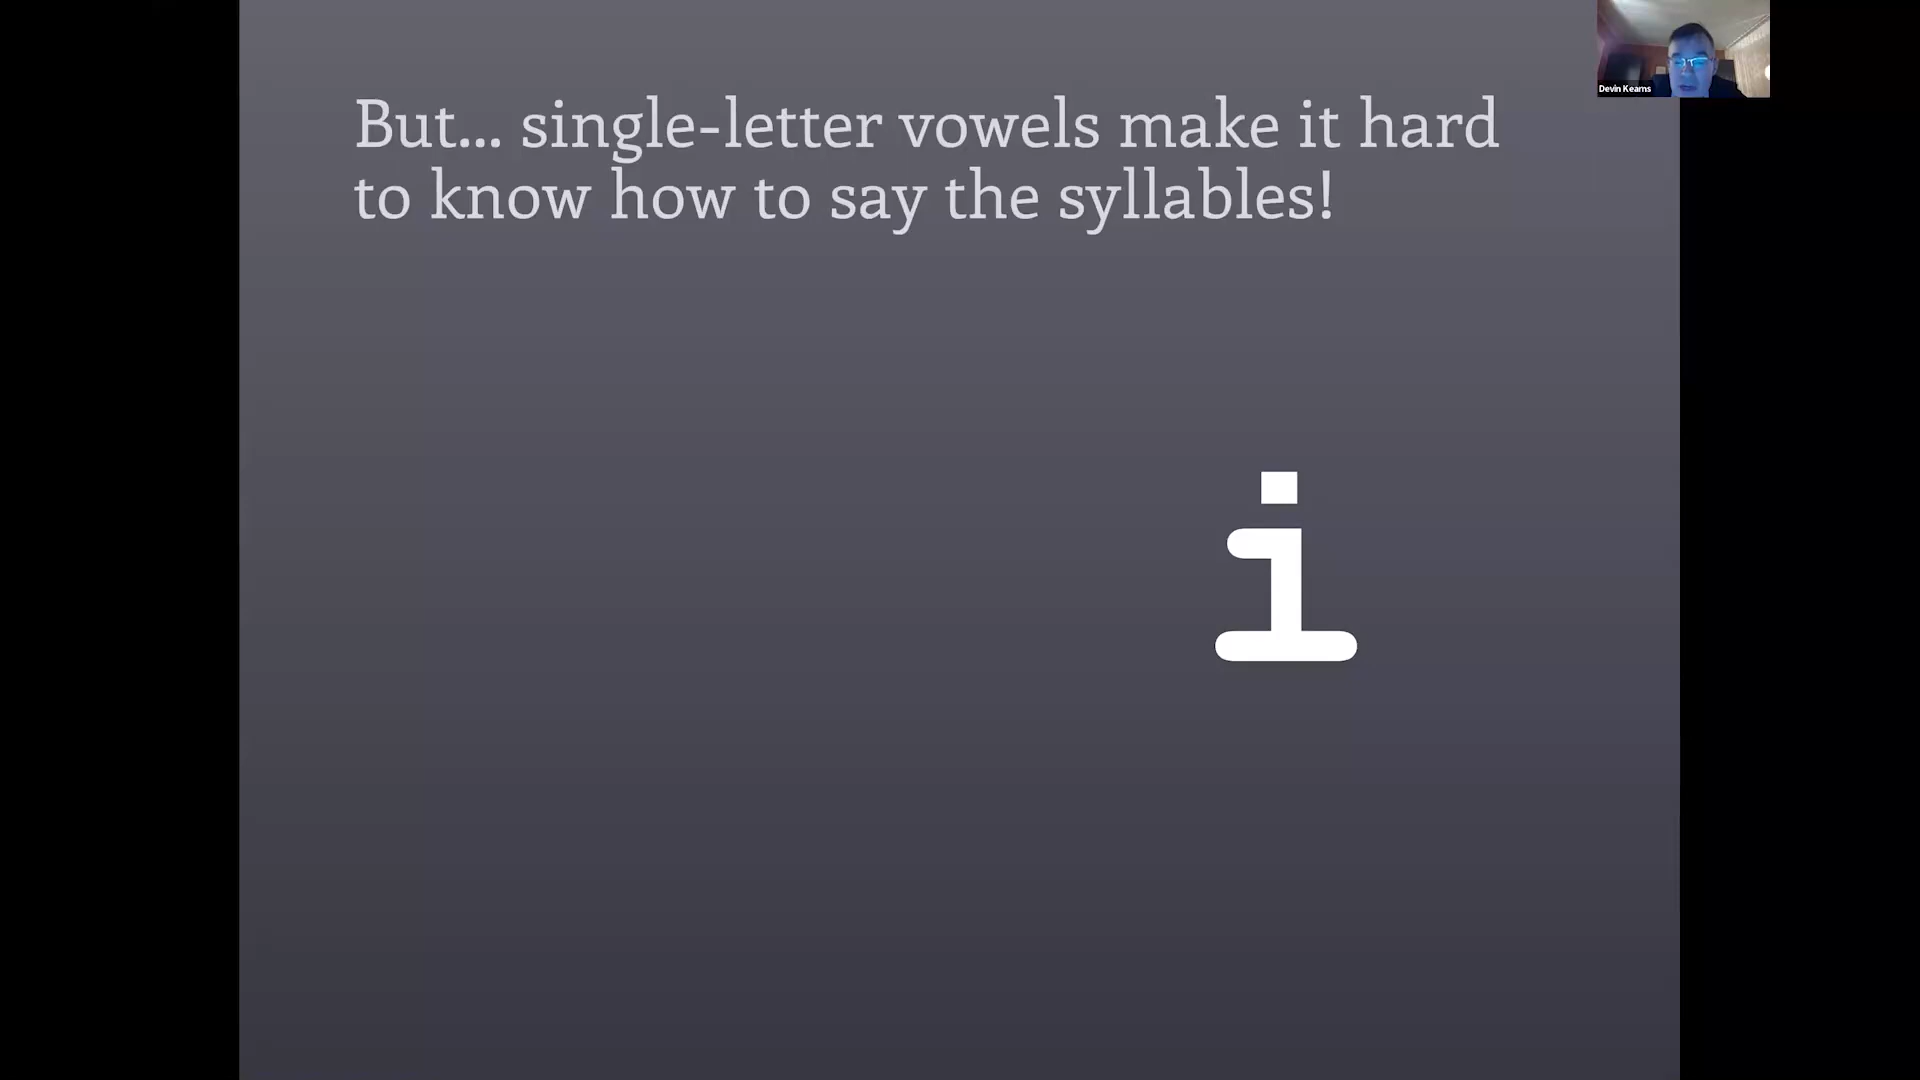 But... single-letter vowels make it hard
to know how to say the syllables!
i
Devin Kearns